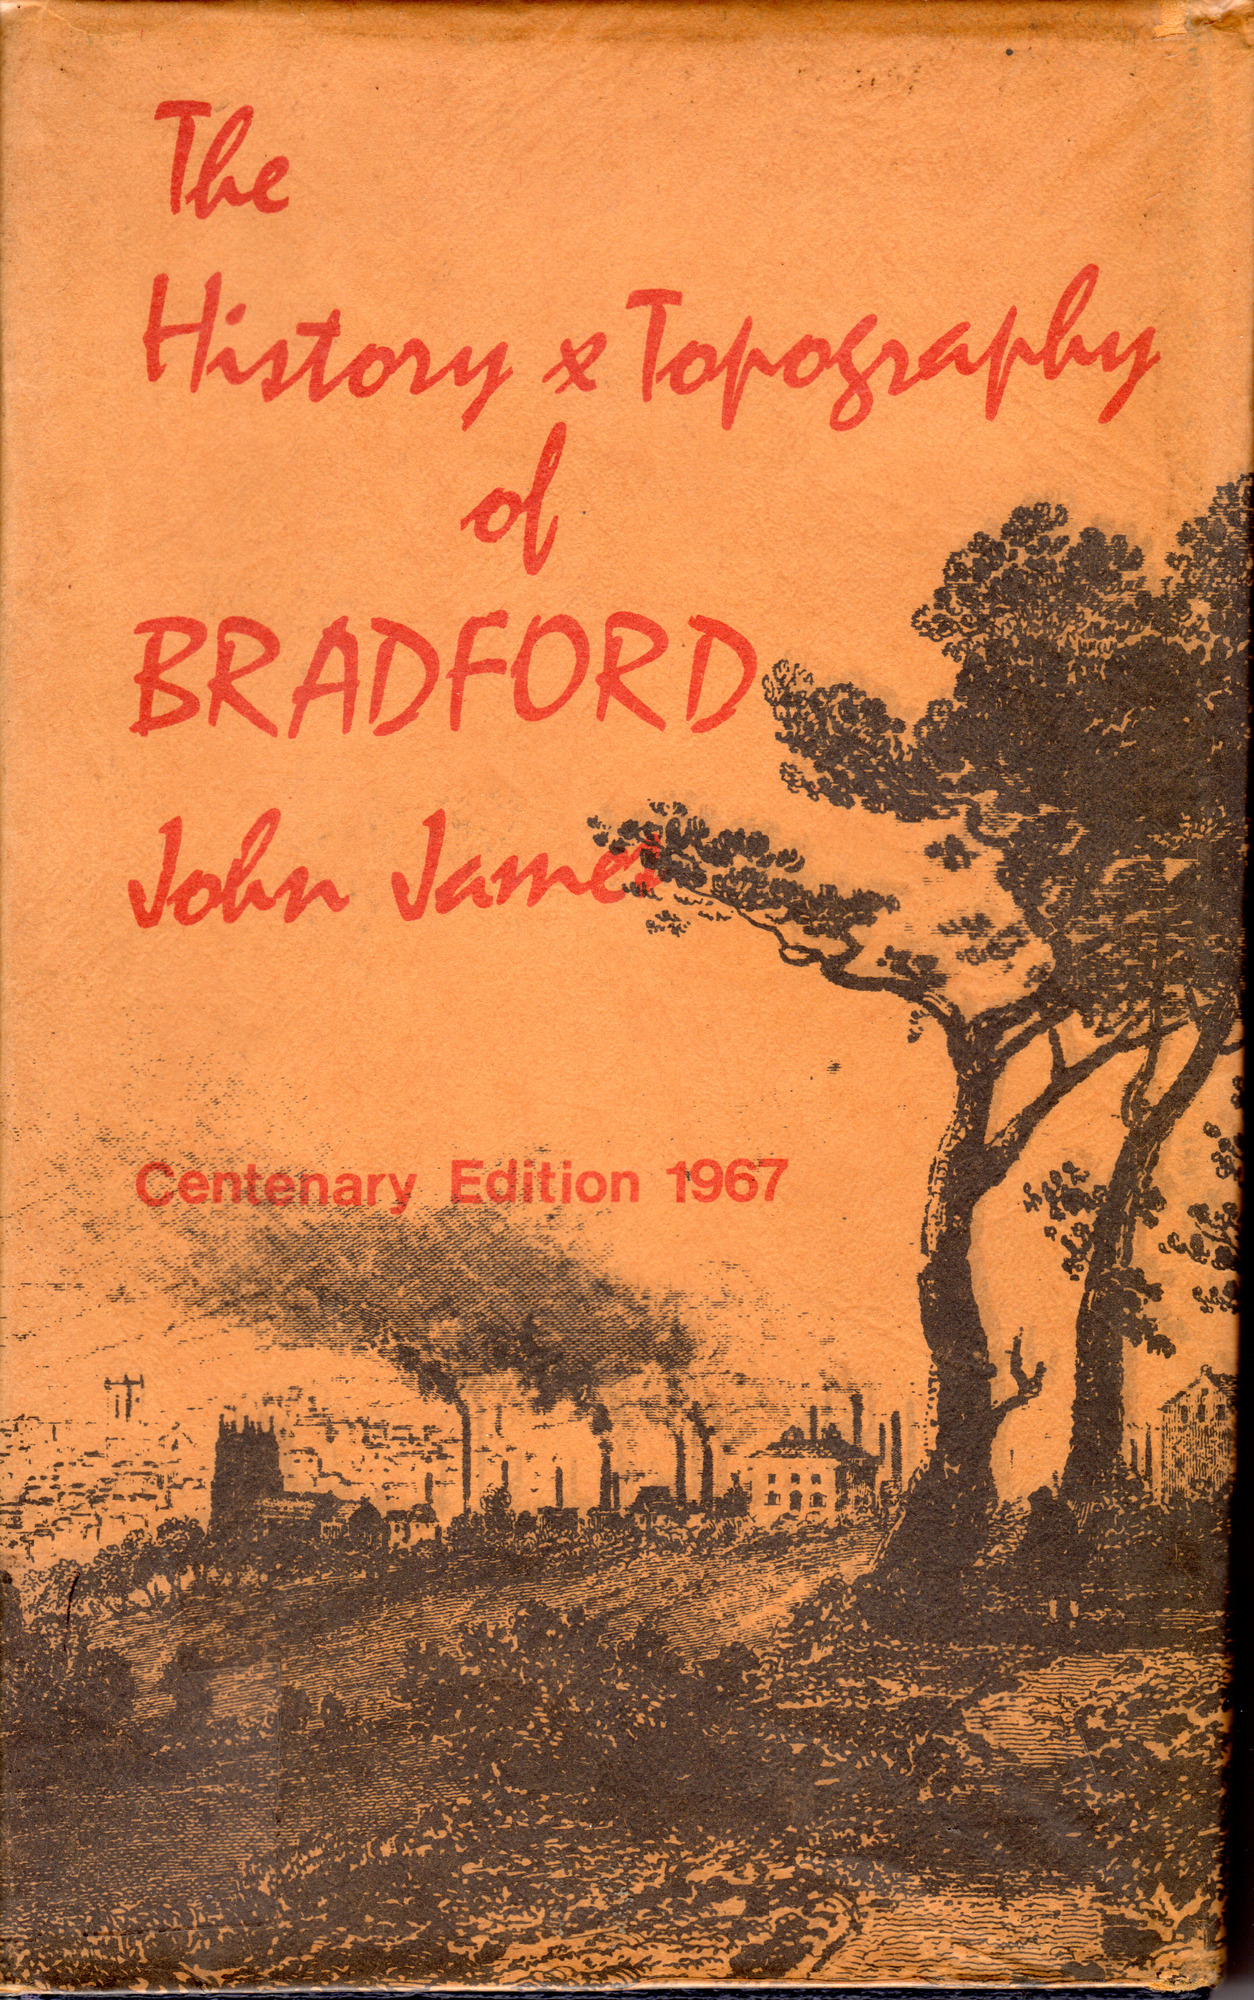 The
History & Topography
of
BRADFORD
John James
Centenary Edition 1967